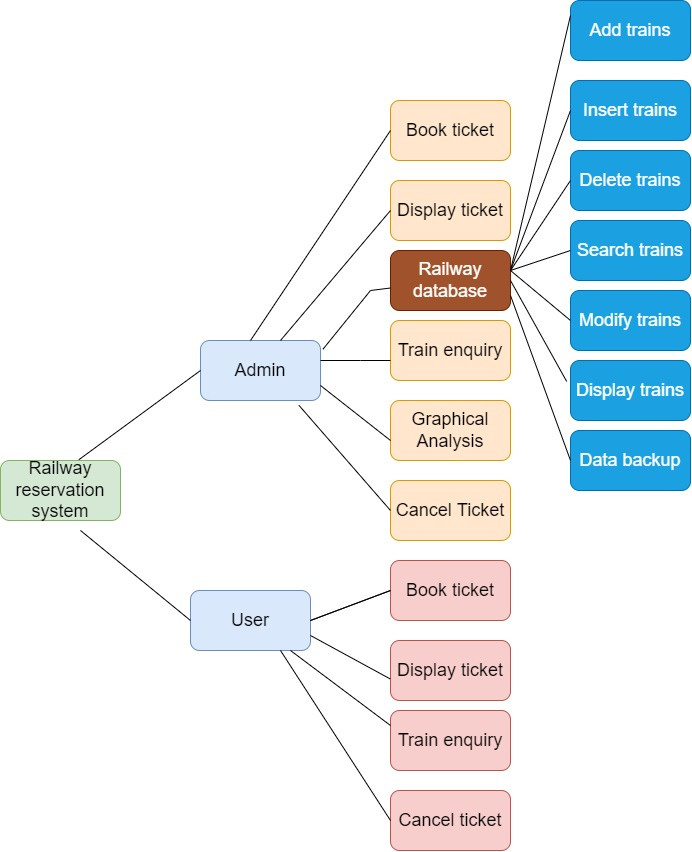 Add trains
Book ticket
Insert trains
Display ticket
Delete trains
Railway
database
Search trains
Admin
Train enquiry
Modify trains
Graphical
Analysis
Display trains
Railway
reservation
system
Cancel Ticket
Data backup
User
Book ticket
Display ticket
Train enquiry
Cancel ticket